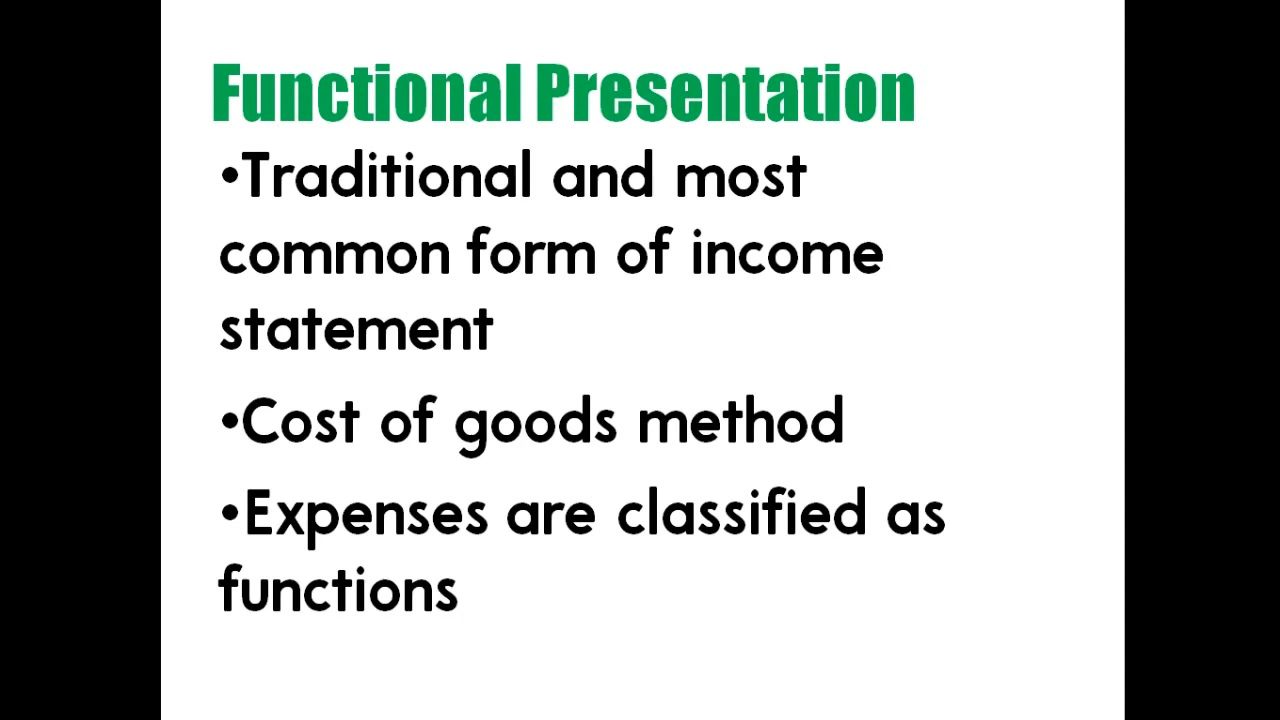 Functional Presentation
•Traditional and most
common form of income
statement
•Cost of goods method
•Expenses are classified as
functions